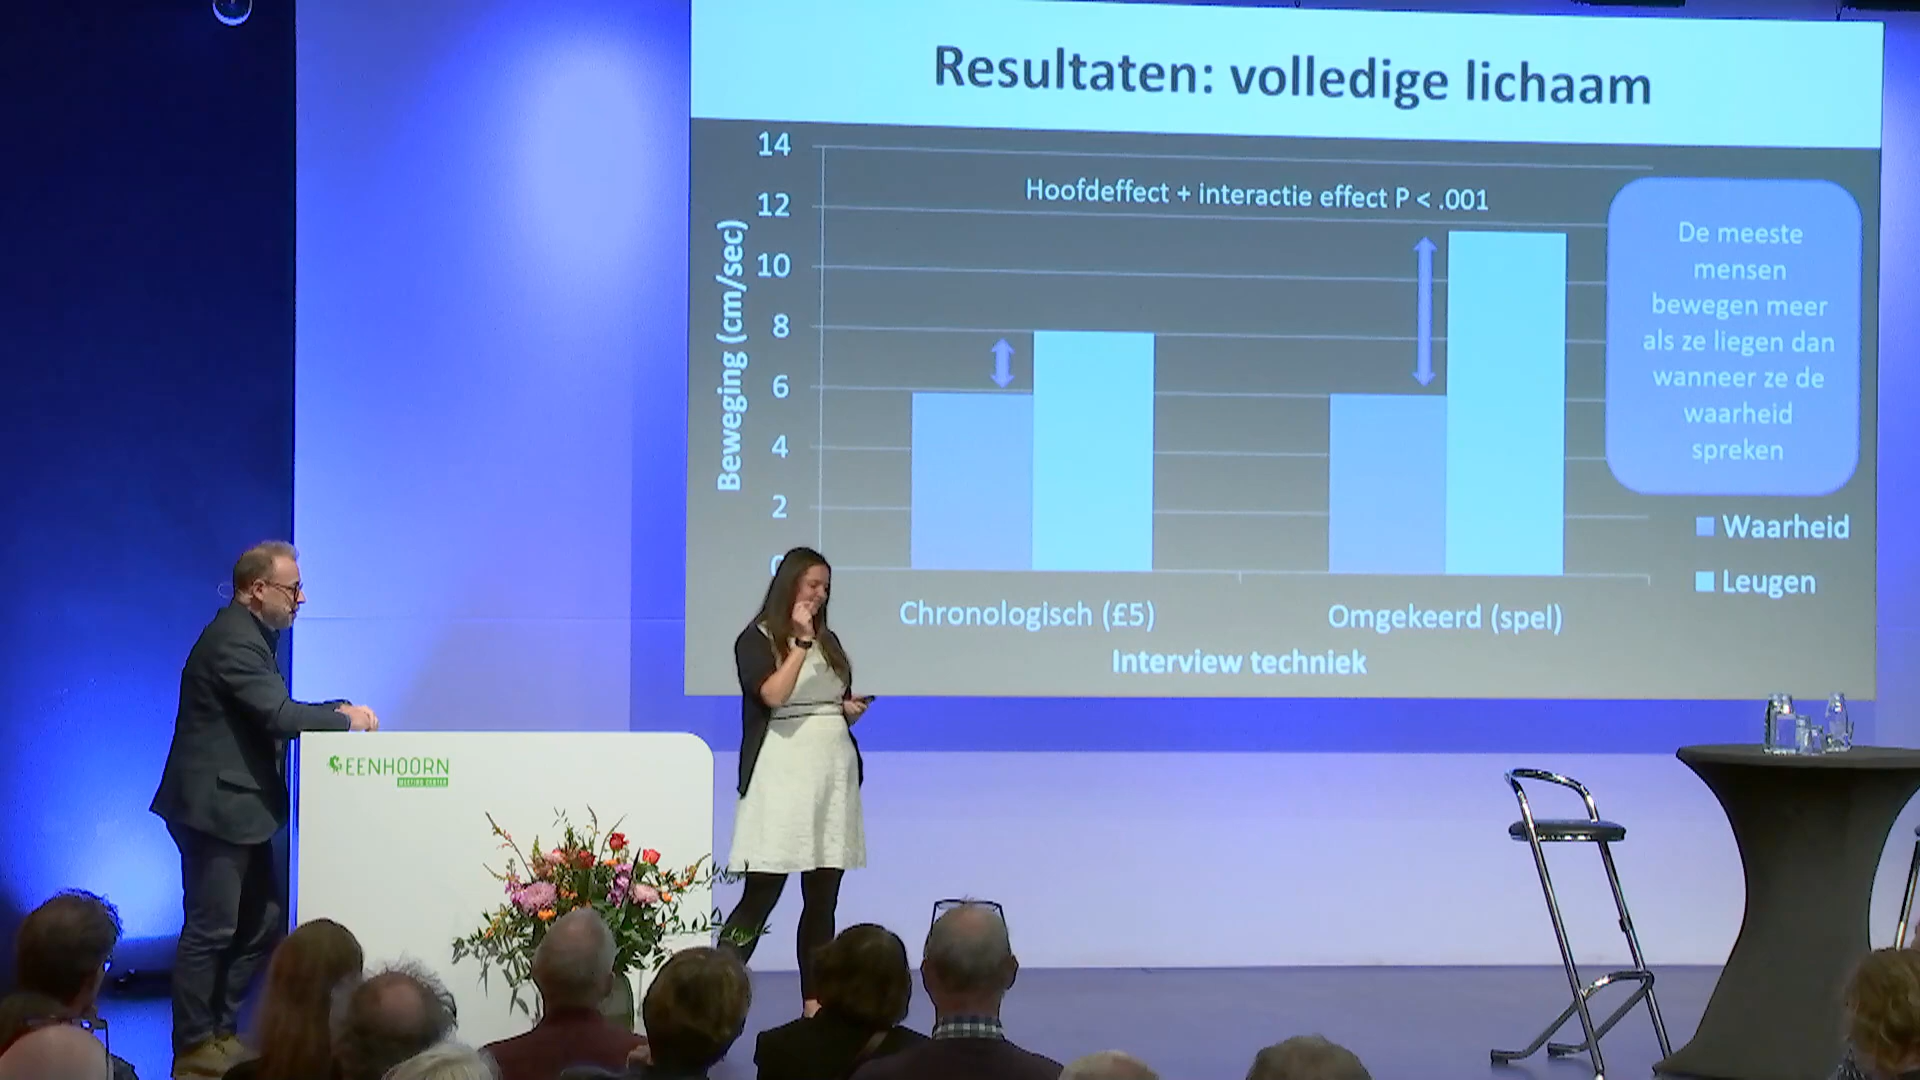 Resultaten: volledige lichaam
14
12
10
8
6
4
2
0
Beweging (cm/sec)
Hoofdeffect + interactie effect P < .001
De meeste
mensen
bewegen meer
als ze liegen dan
wanneer ze de
waarheid
spreken
Waarheid
Leugen
Chronologisch (£5)
Omgekeerd (spel)
Interview techniek
EENHOORN
MEETING CENTER